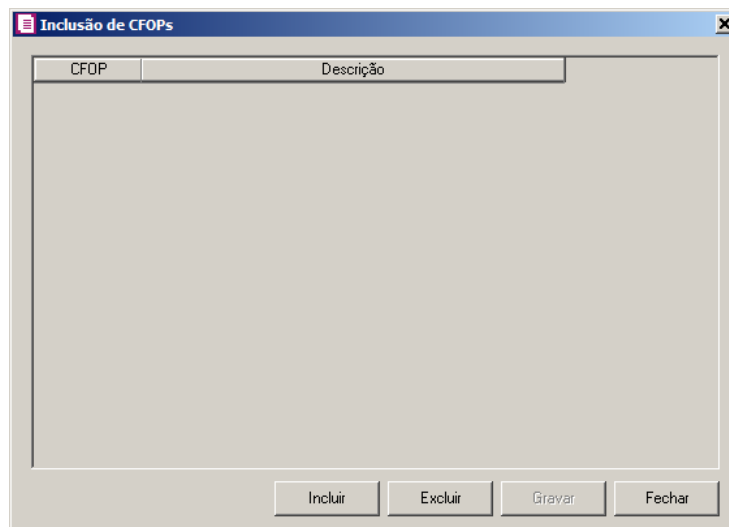 Inclusão de CFOPs
CFOP Descrição
Incluir Excluir Gravar Fechar